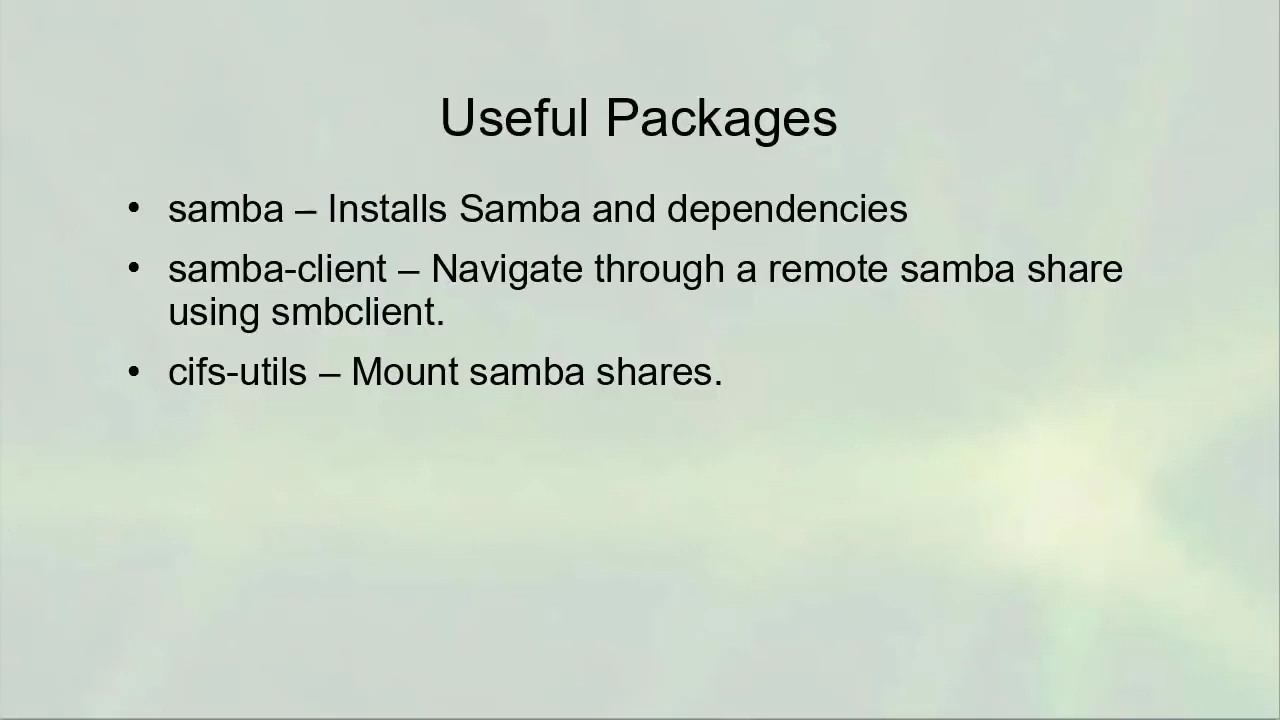 Useful Packages
• samba – Installs Samba and dependencies
• samba-client – Navigate through a remote samba share
using smbclient.
• cifs-utils – Mount samba shares.